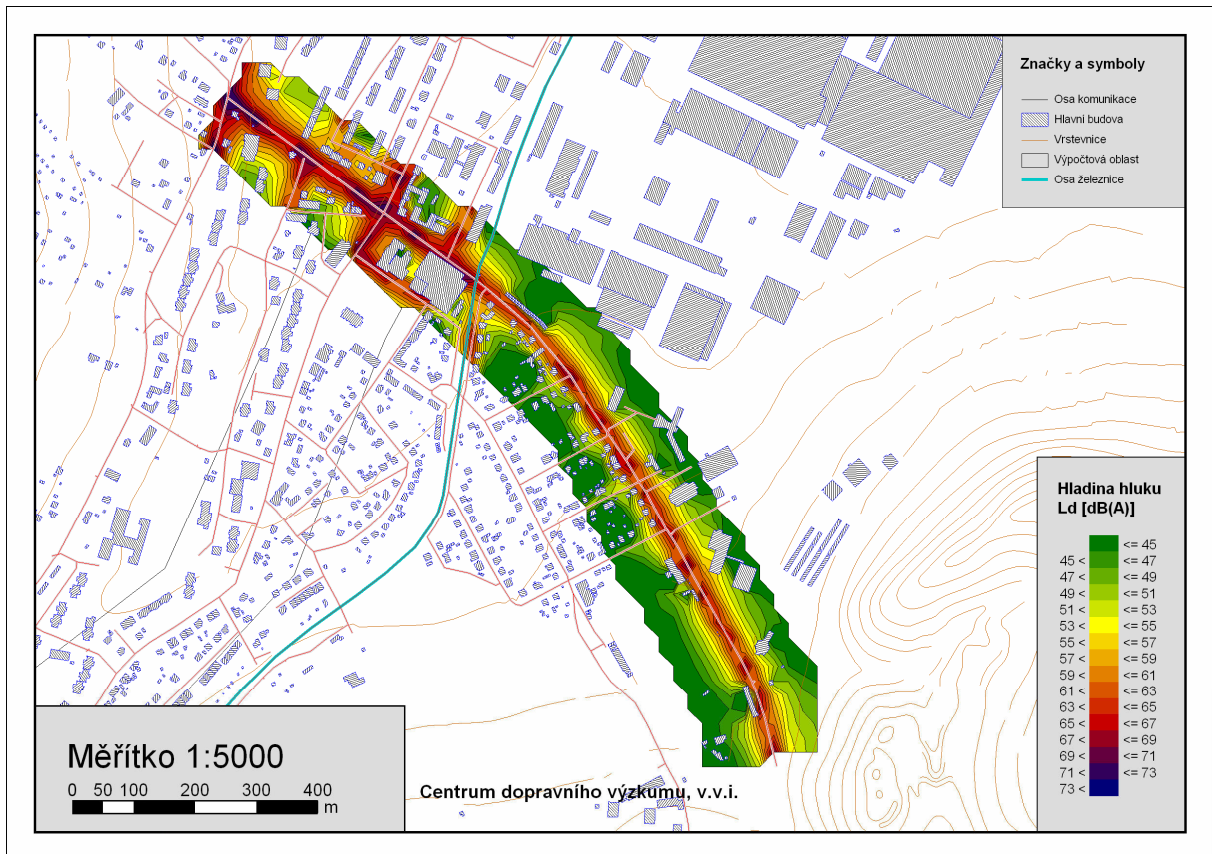 Značky a symboly
Osa komunikace
Hlavní budova
Vrstevnice
Výpočtová oblast
Osa železnice
Hladina hluku
Ld [dB(A)]
<= 45
45 < <= 47
47 < <= 49
49 < <= 51
51 < <= 53
53 < <= 55
55 < <= 57
57 < <= 59
59 < <= 61
61 < <= 63
63 < <= 65
65 < <= 67
67 < <= 69
69 < <= 71
71 < <= 73
73 <
Měřítko 1:5000
0 50 100 200 300 400
m
Centrum dopravního výzkumu, v.v.i.